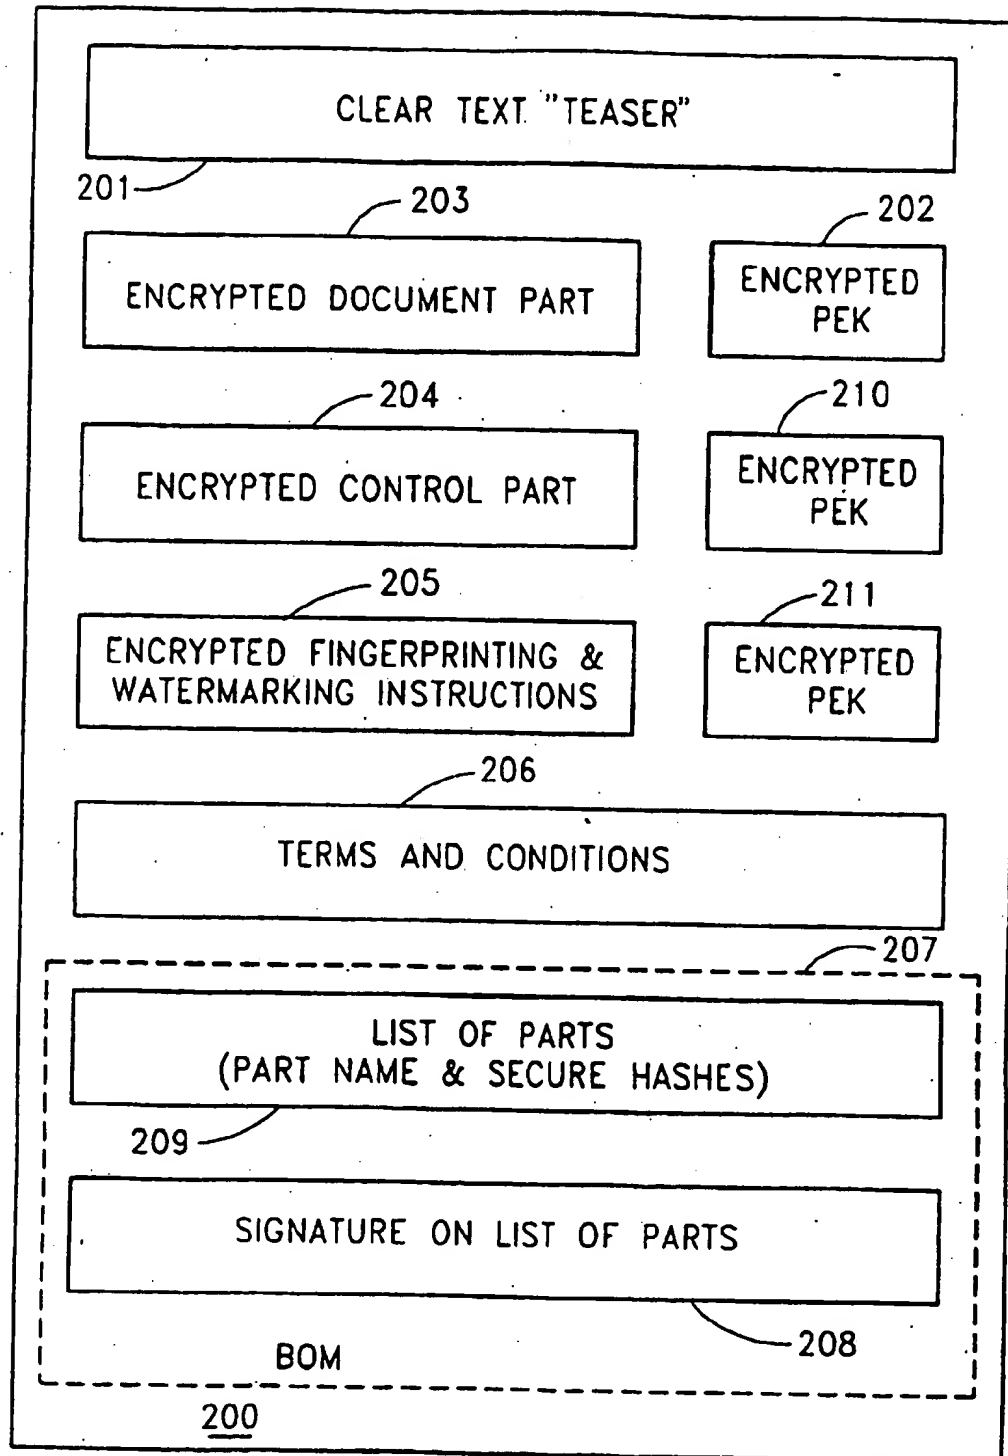 CLEAR TEXT "TEASER"
201
203
202
ENCRYPTED DOCUMENT PART
ENCRYPTED
PEK
204
210
ENCRYPTED CONTROL PART
ENCRYPTED
PEK
205
211
ENCRYPTED FINGERPRINTING &
WATERMARKING INSTRUCTIONS
ENCRYPTED
PEK
206
TERMS AND CONDITIONS
207
LIST OF PARTS
(PART NAME & SECURE HASHES)
209
SIGNATURE ON LIST OF PARTS
208
BOM
200